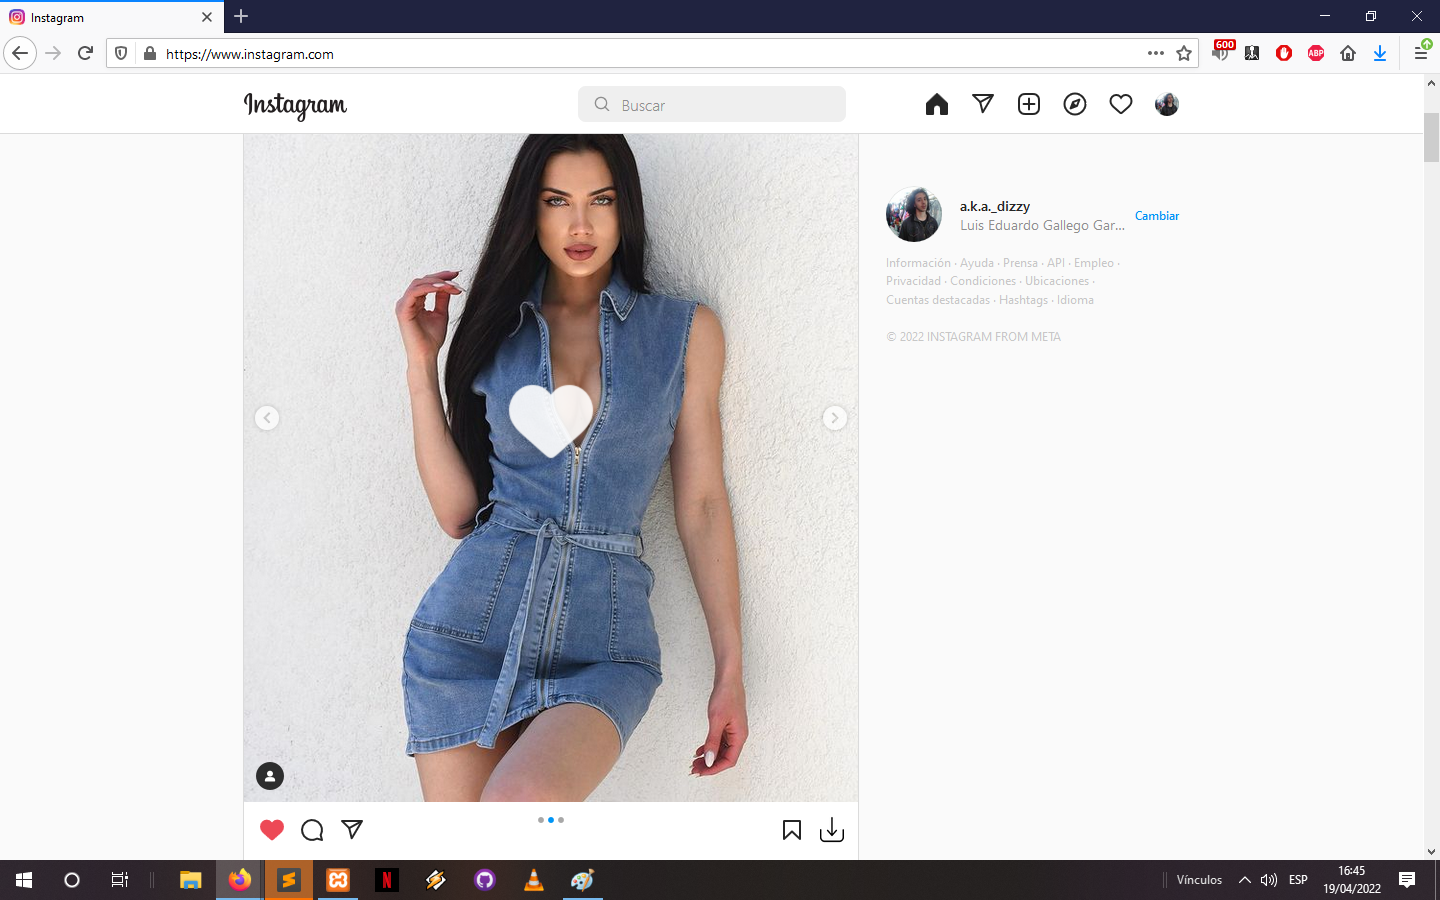 Instagram
https://www.instagram.com
600
ABP
Instagram
Buscar
a.k.a._dizzy
Luis Eduardo Gallego Gar...
Cambiar
Información · Ayuda · Prensa · API · Empleo ·
Privacidad · Condiciones · Ubicaciones ·
Cuentas destacadas · Hashtags · Idioma
© 2022 INSTAGRAM FROM META
Vínculos
ESP
16:45
19/04/2022